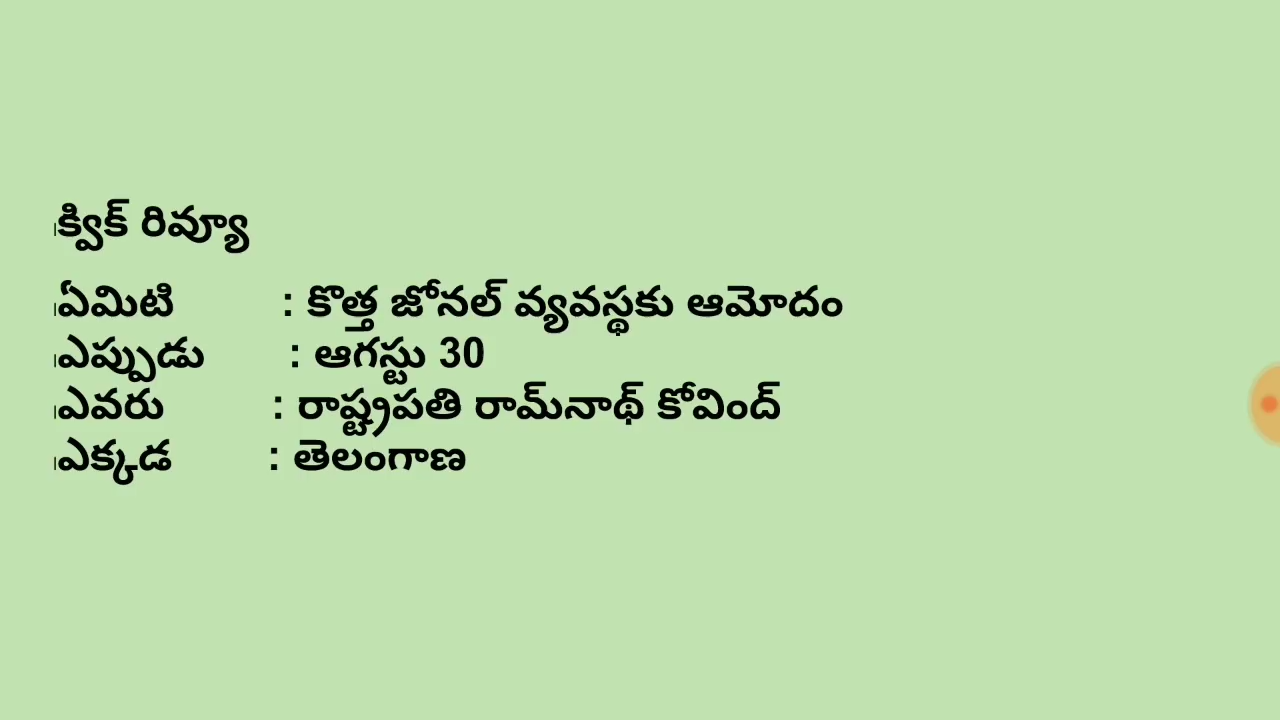 క్విక్ రివ్యూ
ఏమిటి : కొత్త జోనల్ వ్యవస్థకు ఆమోదం
ఎప్పుడు : ఆగస్టు 30
ఎవరు : రాష్ట్రపతి రామ్‌నాథ్ కోవింద్
ఎక్కడ : తెలంగాణ